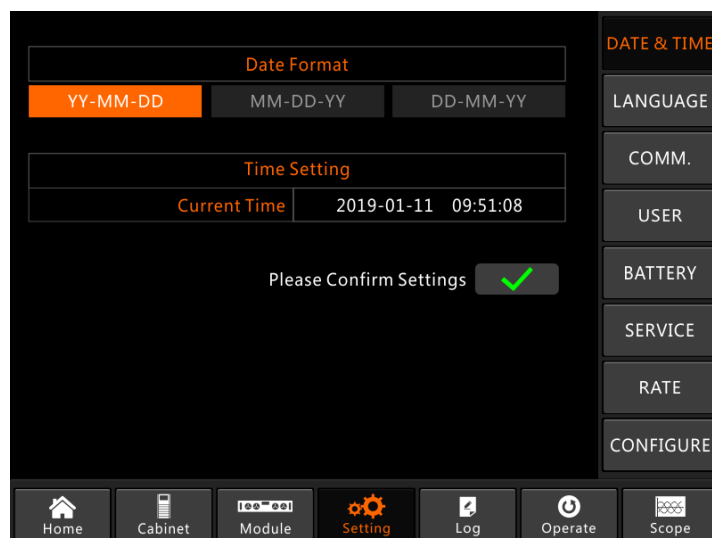 Date Format
YY-MM-DD MM-DD-YY DD-MM-YY
Time Setting
Current Time 2019-01-11 09:51:08
Please Confirm Settings
DATE & TIME
LANGUAGE
COMM.
USER
BATTERY
SERVICE
RATE
CONFIGURE
Home Cabinet Module Setting Log Operate Scope